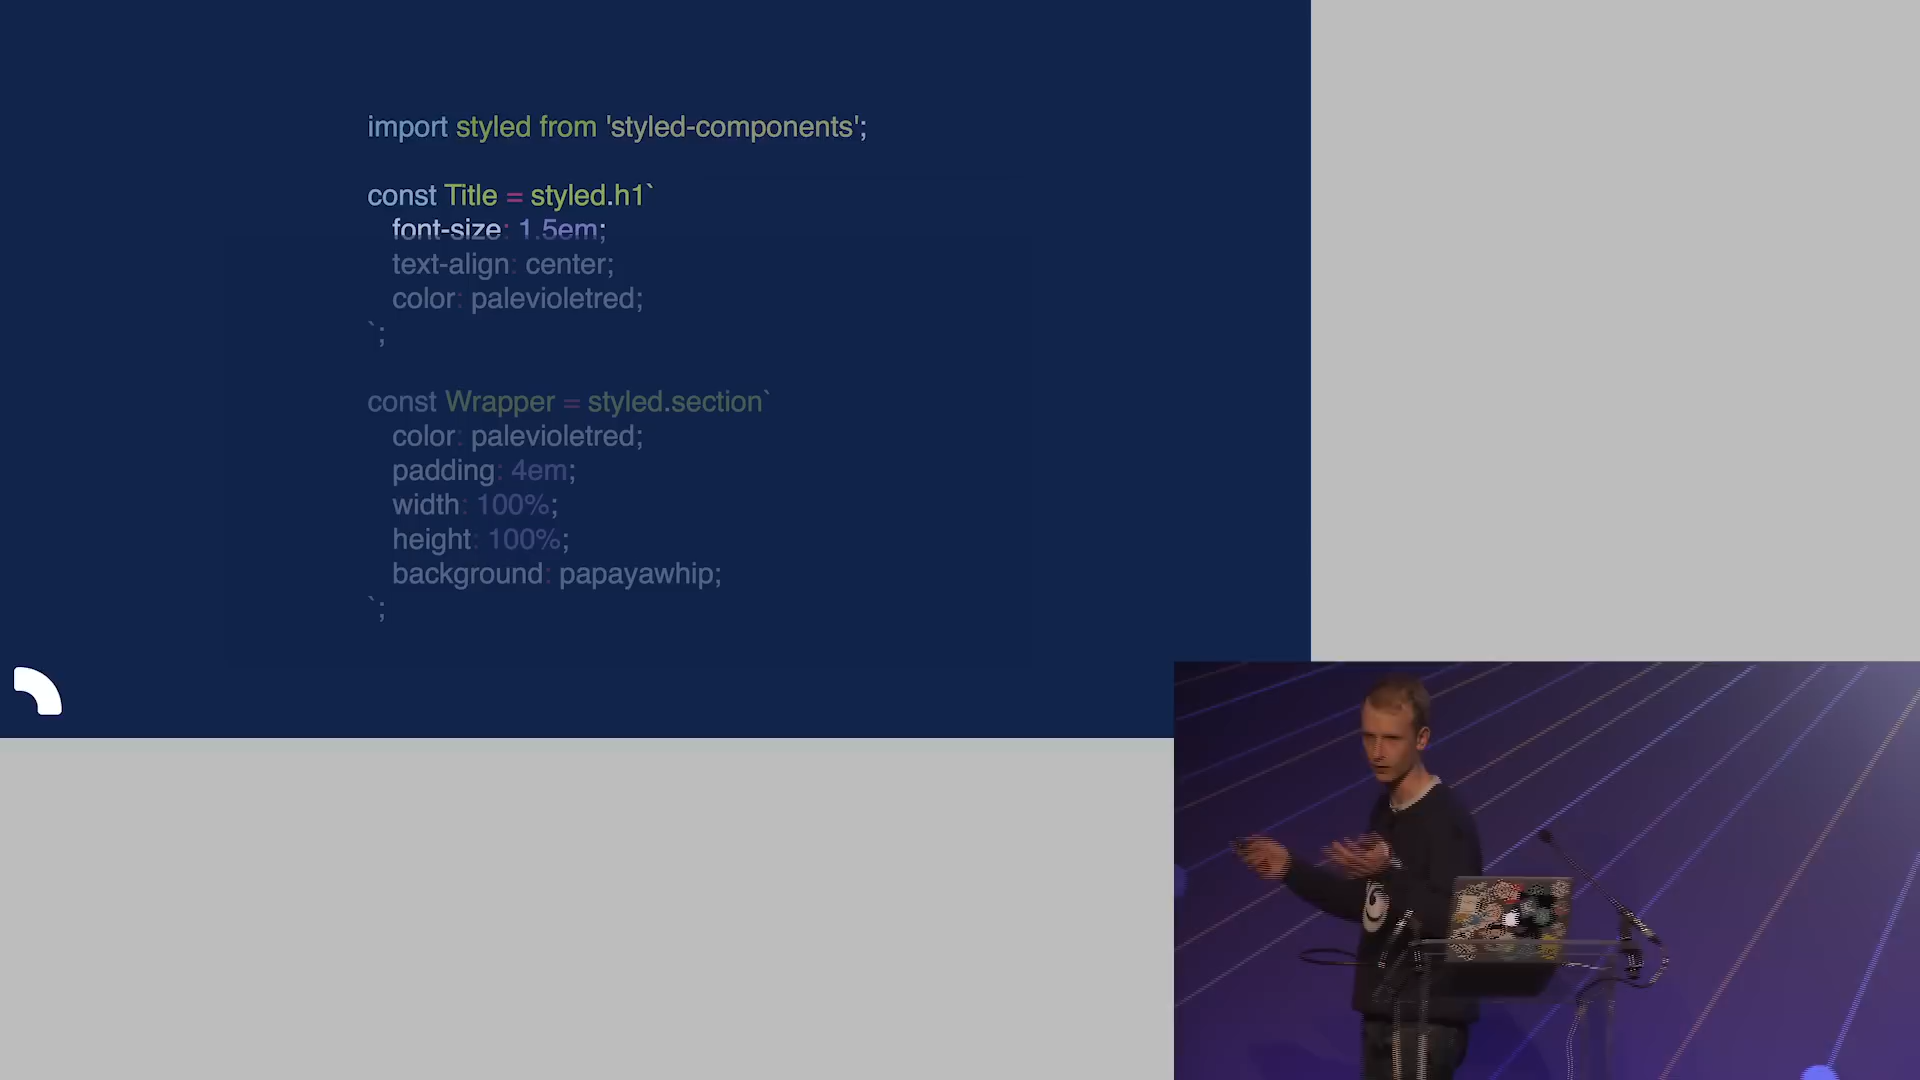 import styled from 'styled-components';
const Title = styled.h1`
font-size: 1.5em;
text-align: center;
color: palevioletred;
`;
const Wrapper = styled.section`
color: palevioletred;
padding: 4em;
width: 100%;
height: 100%;
background: papayawhip;
`;